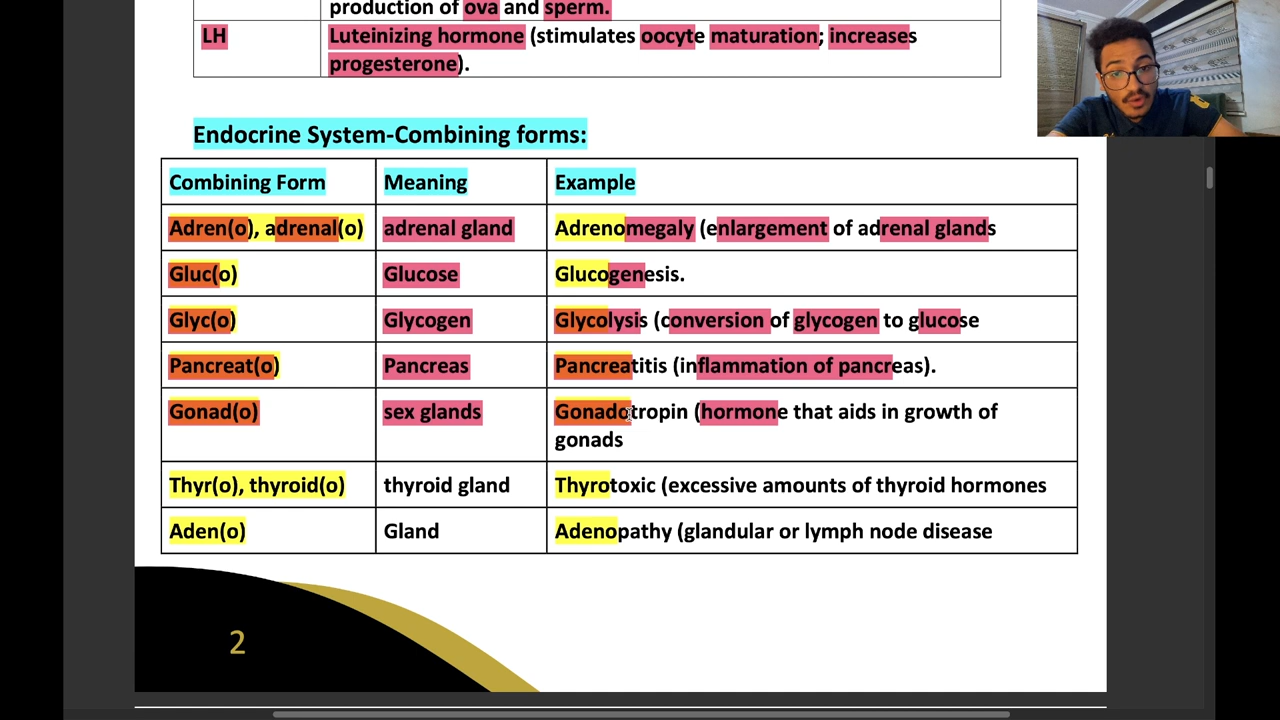 production of ova and sperm.
LH Luteinizing hormone (stimulates oocyte maturation; increases
progesterone).
Endocrine System-Combining forms:
Combining Form Meaning Example
Adren(o), adrenal(o) adrenal gland Adrenomegaly (enlargement of adrenal glands
Gluc(o) Glucose Glucogenesis.
Glyc(o) Glycogen Glycolysis (conversion of glycogen to glucose
Pancreat(o) Pancreas Pancreatitis (inflammation of pancreas).
Gonad(o) sex glands Gonadotropin (hormone that aids in growth of
gonads
Thyr(o), thyroid(o) thyroid gland Thyrotoxic (excessive amounts of thyroid hormones
Aden(o) Gland Adenopathy (glandular or lymph node disease
2